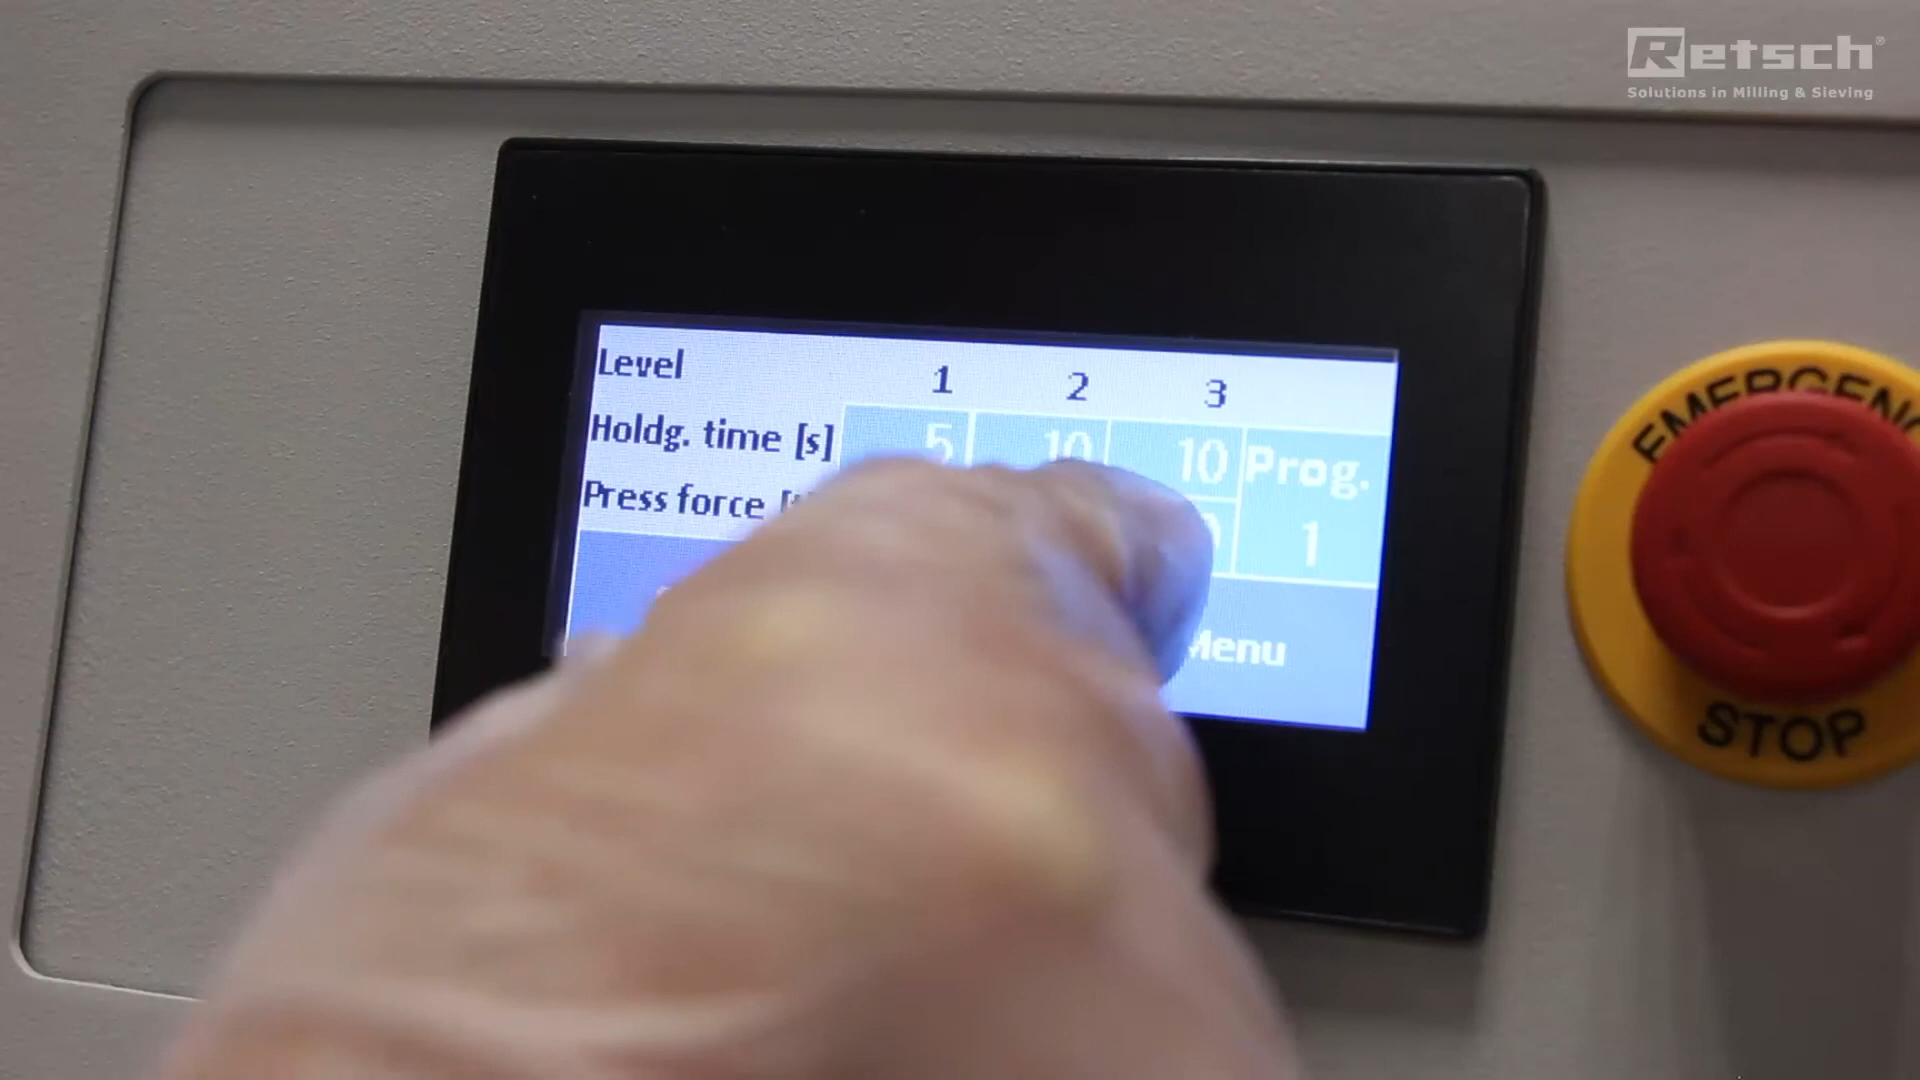 Retsch®
Solutions in Milling & Sieving
Level 1 2 3
Holdg. time [s] 5 10 10 Prog.
Press force 1
Menu
STOP